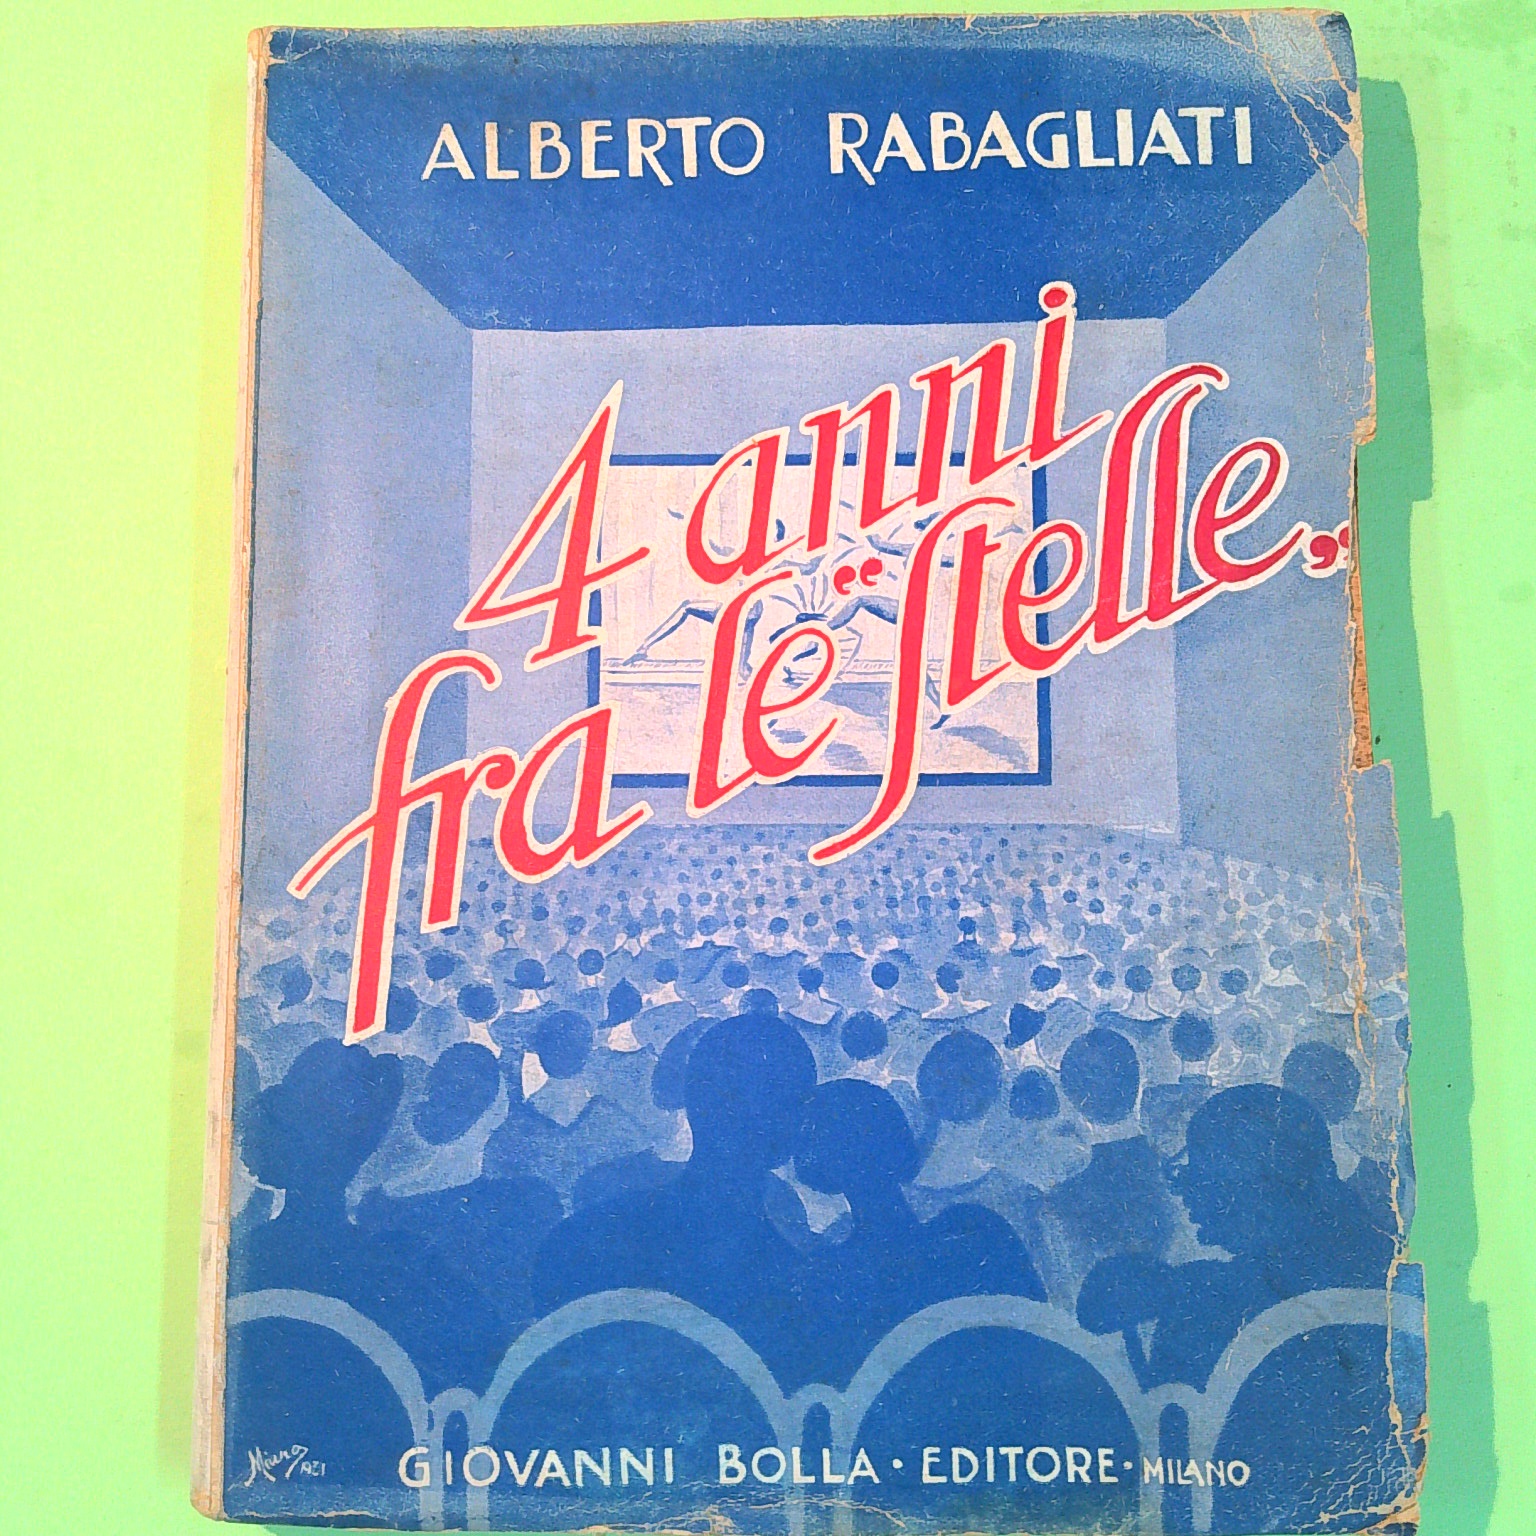 ALBERTO RABAGLIATI
4 anni
fra le "stelle„
GIOVANNI BOLLA · EDITORE · MILANO